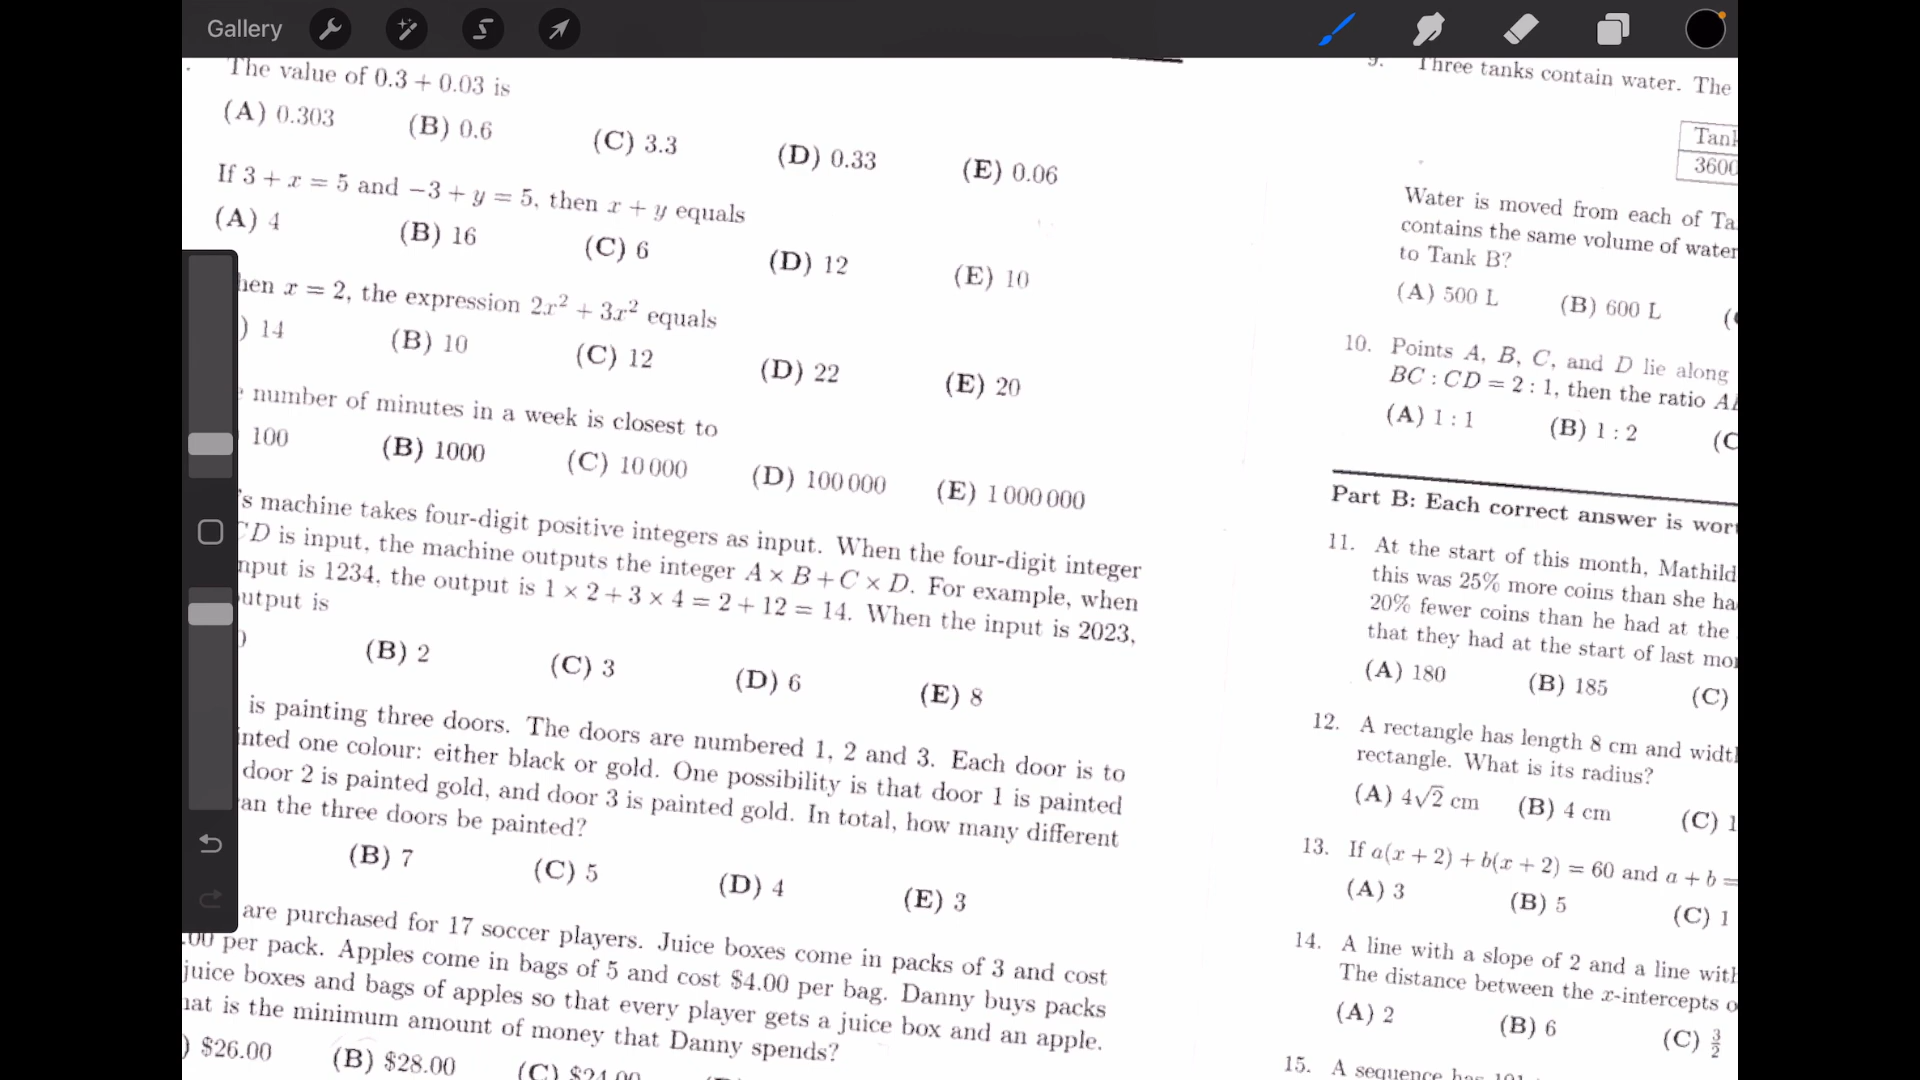 Gallery
The value of 0.3 + 0.03 is
(A) 0.303 (B) 0.6 (C) 3.3 (D) 0.33 (E) 0.06
If 3 + x = 5 and −3 + y = 5, then x + y equals
(A) 4 (B) 16 (C) 6 (D) 12 (E) 10
hen x = 2, the expression 2x² + 3x² equals
) 14 (B) 10 (C) 12 (D) 22 (E) 20
number of minutes in a week is closest to
100 (B) 1000 (C) 10 000 (D) 100 000 (E) 1 000 000
's machine takes four-digit positive integers as input. When the four-digit integer
CD is input, the machine outputs the integer A × B + C × D. For example, when
nput is 1234, the output is 1 × 2 + 3 × 4 = 2 + 12 = 14. When the input is 2023,
utput is
) (B) 2 (C) 3 (D) 6 (E) 8
is painting three doors. The doors are numbered 1, 2 and 3. Each door is to
inted one colour: either black or gold. One possibility is that door 1 is painted
door 2 is painted gold, and door 3 is painted gold. In total, how many different
an the three doors be painted?
(B) 7 (C) 5 (D) 4 (E) 3
are purchased for 17 soccer players. Juice boxes come in packs of 3 and cost
.00 per pack. Apples come in bags of 5 and cost $4.00 per bag. Danny buys packs
juice boxes and bags of apples so that every player gets a juice box and an apple.
hat is the minimum amount of money that Danny spends?
) $26.00 (B) $28.00 (C) $24.00
9. Three tanks contain water. The
Tank
3600
Water is moved from each of Ta
contains the same volume of water
to Tank B?
(A) 500 L (B) 600 L
10. Points A, B, C, and D lie along
BC : CD = 2 : 1, then the ratio A
(A) 1 : 1 (B) 1 : 2 (C
Part B: Each correct answer is wor
11. At the start of this month, Mathild
this was 25% more coins than she ha
20% fewer coins than he had at the
that they had at the start of last mo
(A) 180 (B) 185 (C)
12. A rectangle has length 8 cm and widt
rectangle. What is its radius?
(A) 4√2 cm (B) 4 cm (C) 1
13. If a(x + 2) + b(x + 2) = 60 and a + b =
(A) 3 (B) 5 (C) 1
14. A line with a slope of 2 and a line with
The distance between the x-intercepts o
(A) 2 (B) 6 (C) 3/2
15. A sequence has 101